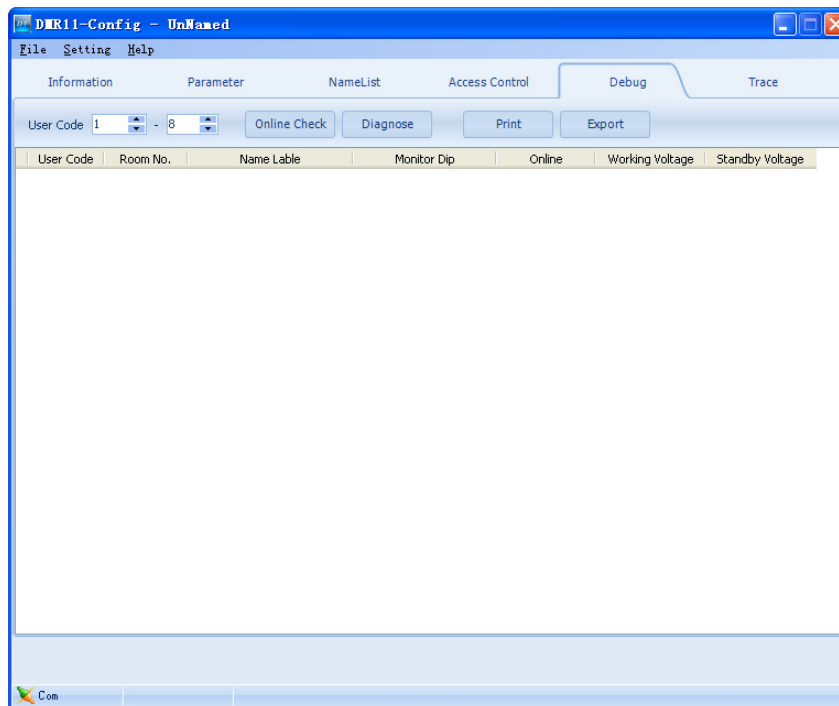 DMR11-Config - UnNamed
File Setting Help
Information Parameter NameList Access Control Debug Trace
User Code 1 - 8 Online Check Diagnose Print Export
User Code Room No. Name Lable Monitor Dip Online Working Voltage Standby Voltage
Com